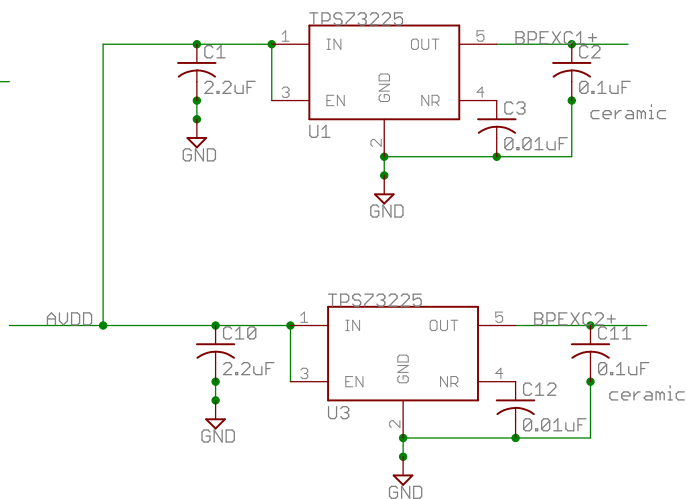 TPSZ3225
1 IN OUT 5 BPEXC1+
C1 C2
2.2uF 0.1uF
3 EN GND NR 4 C3 ceramic
U1 2 0.01uF
GND
GND
TPSZ3225
AVDD 1 IN OUT 5 BPEXC2+
C10 C11
2.2uF 0.1uF
3 EN GND NR 4 C12 ceramic
U3 2 0.01uF
GND
GND